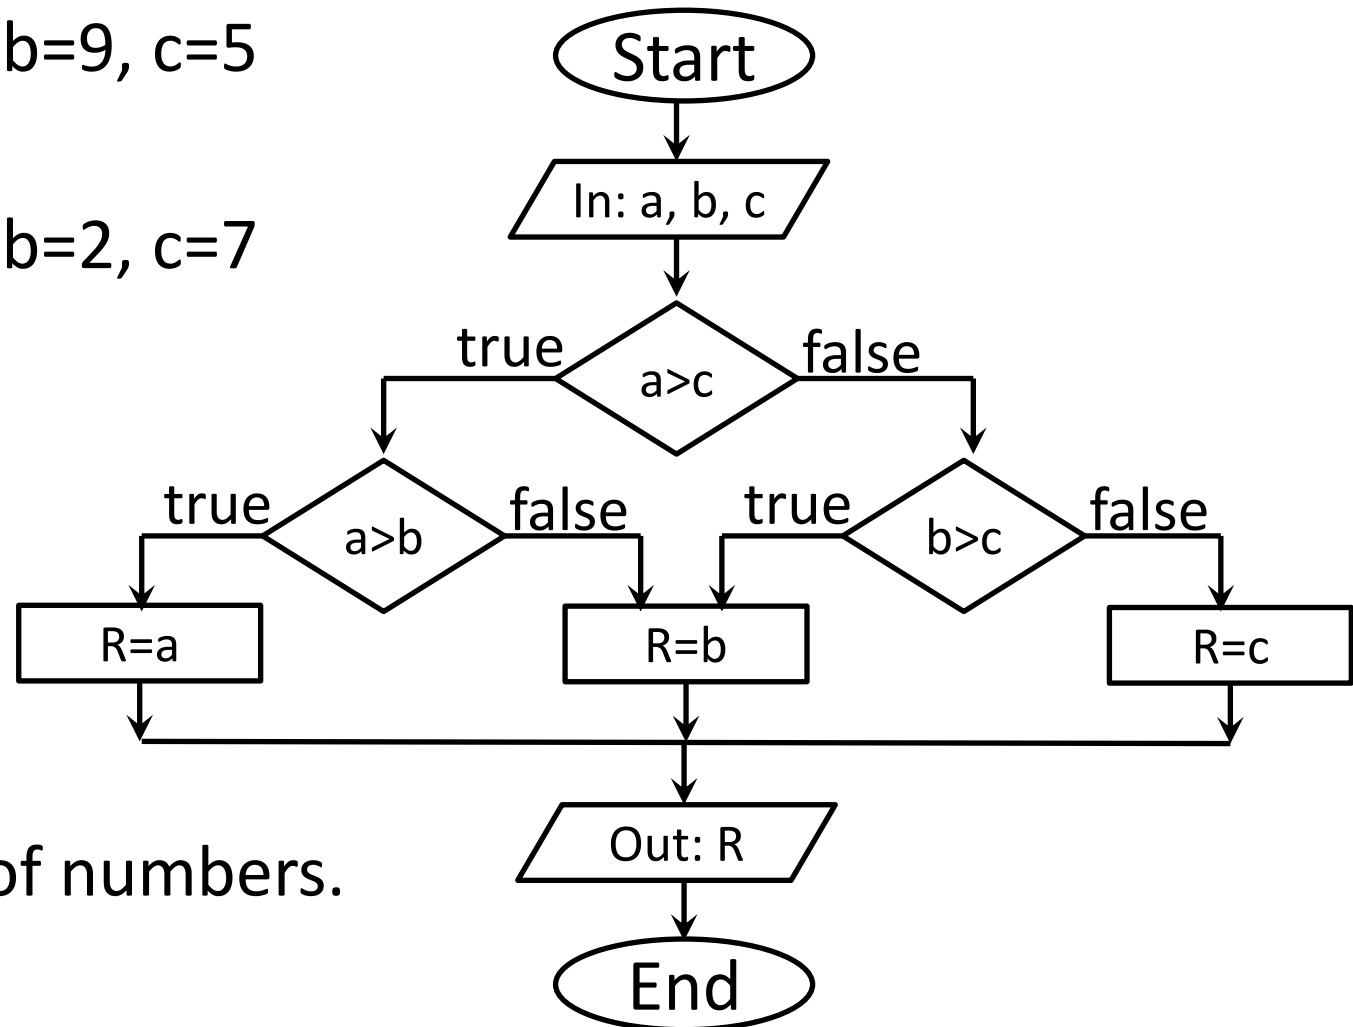 b=9, c=5
Start
In: a, b, c
b=2, c=7
true
false
a>c
true
false
true
false
a>b
b>c
R=a
R=b
R=c
Out: R
of numbers.
End